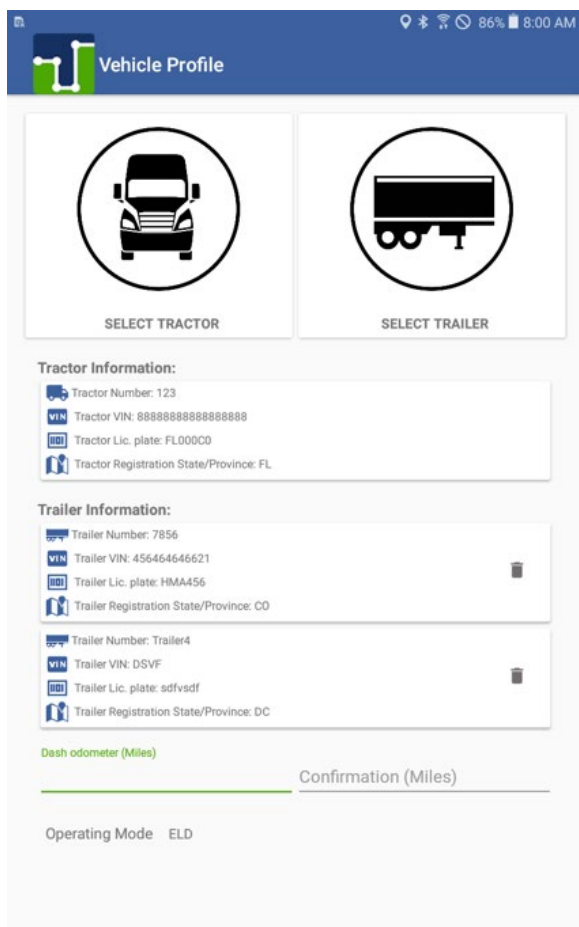 86% 8:00 AM
Vehicle Profile
SELECT TRACTOR
SELECT TRAILER
Tractor Information:
Tractor Number: 123
VIN Tractor VIN: 88888888888888888
Tractor Lic. plate: FL000C0
Tractor Registration State/Province: FL
Trailer Information:
Trailer Number: 7856
VIN Trailer VIN: 456464646621
Trailer Lic. plate: HMA456
Trailer Registration State/Province: CO
Trailer Number: Trailer4
VIN Trailer VIN: DSVF
Trailer Lic. plate: sdfvsdf
Trailer Registration State/Province: DC
Dash odometer (Miles)
Confirmation (Miles)
Operating Mode ELD